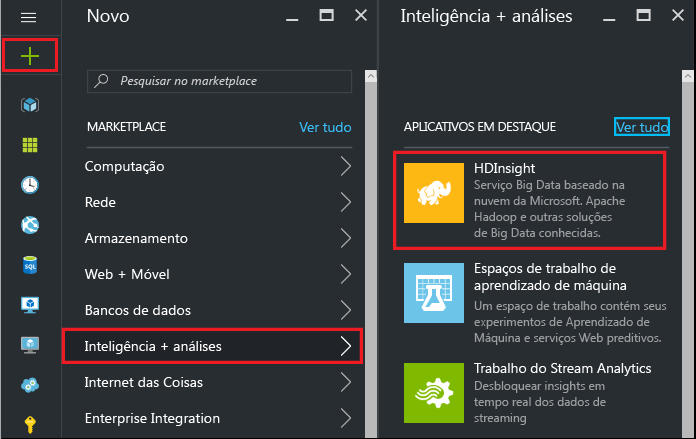 Novo
Pesquisar no marketplace
MARKETPLACE
Ver tudo
Computação
Rede
Armazenamento
Web + Móvel
Bancos de dados
Inteligência + análises
Internet das Coisas
Enterprise Integration
SQL
Inteligência + análises
APLICATIVOS EM DESTAQUE
Ver tudo
HDInsight
Serviço Big Data baseado na
nuvem da Microsoft. Apache
Hadoop e outras soluções
de Big Data conhecidas.
Espaços de trabalho de
aprendizado de máquina
Um espaço de trabalho contém seus
experimentos de Aprendizado de
Máquina e serviços Web preditivos.
Trabalho do Stream Analytics
Desbloquear insights em
tempo real dos dados de
streaming